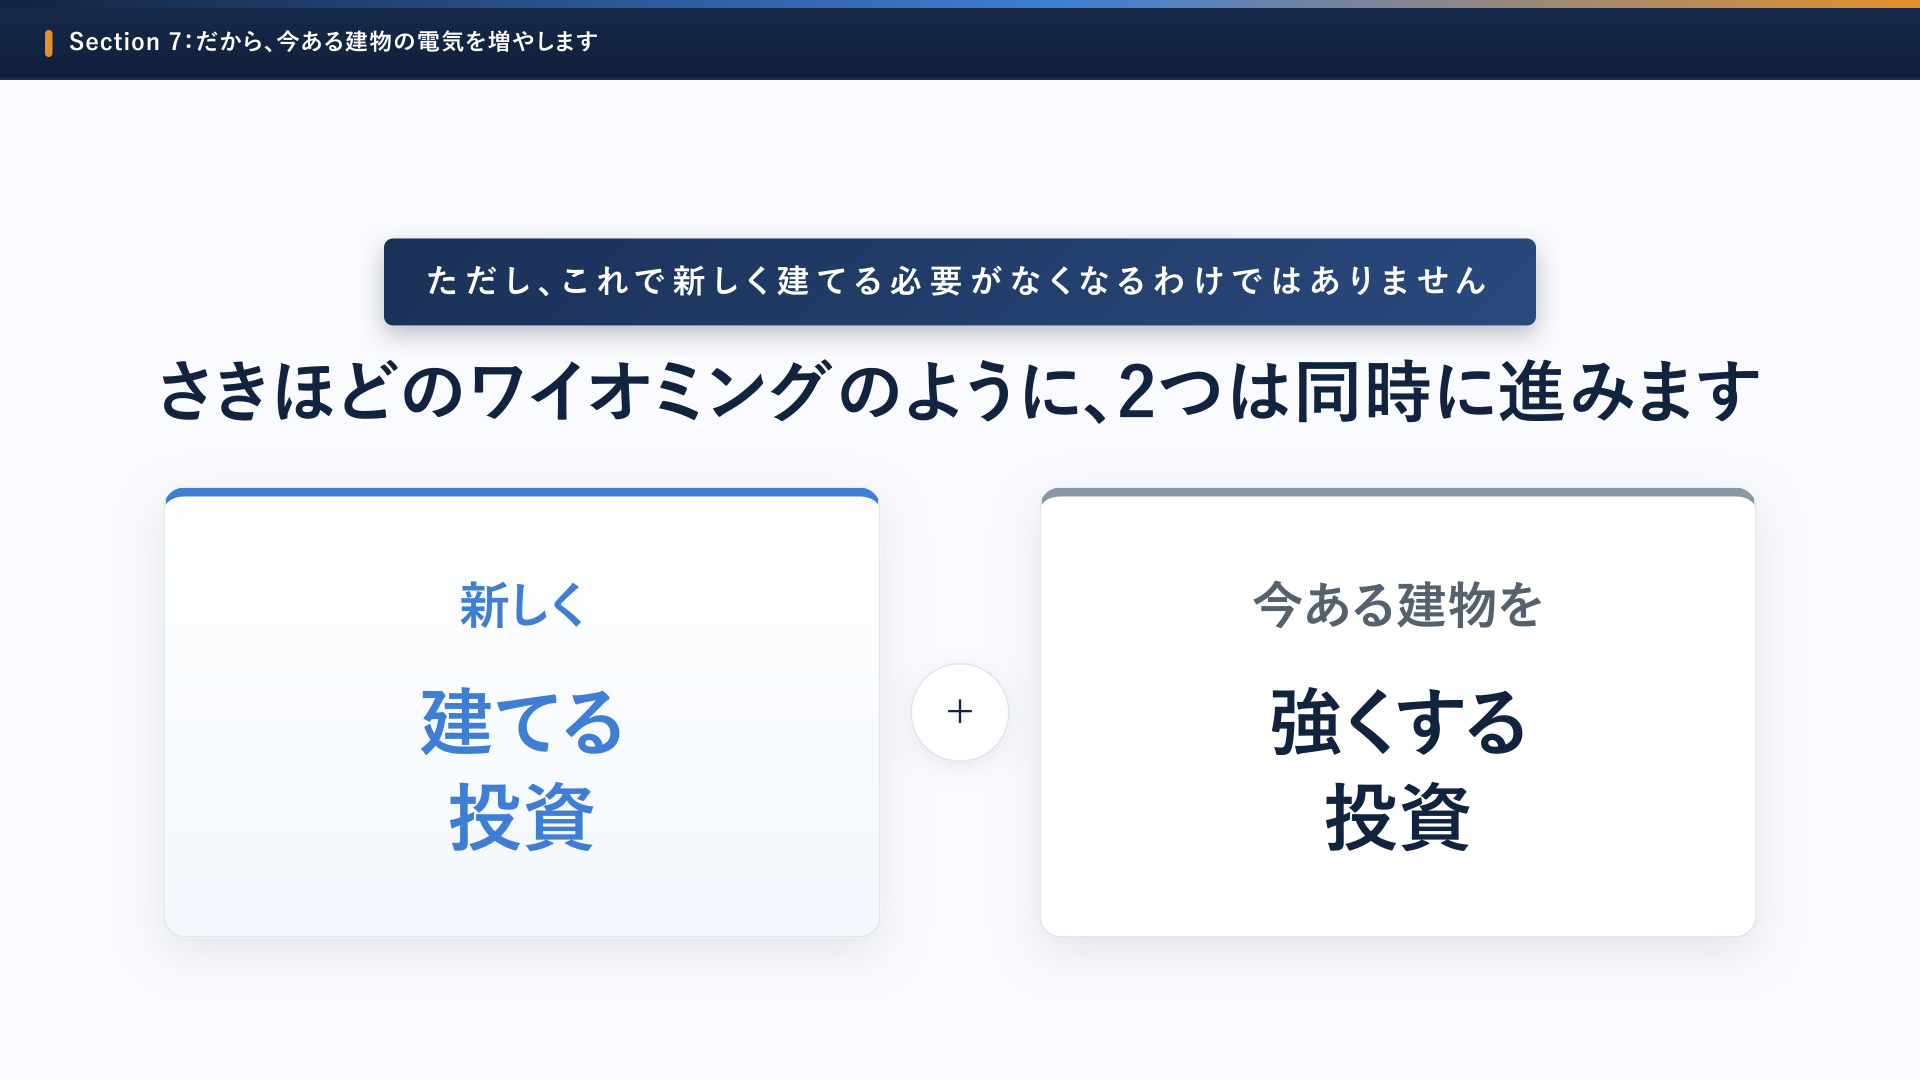 Section 7：だから、今ある建物の電気を増やします
ただし、これで新しく建てる必要がなくなるわけではありません
さきほどのワイオミングのように、2つは同時に進みます
新しく
建てる
投資
+
今ある建物を
強くする
投資